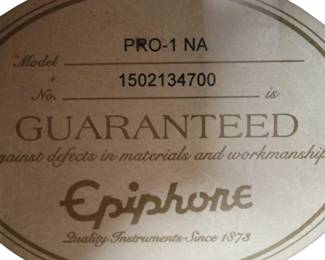 Model PRO-1 NA
No. 1502134700 is
GUARANTEED
against defects in materials and workmanship
Epiphone
Quality Instruments Since 1873